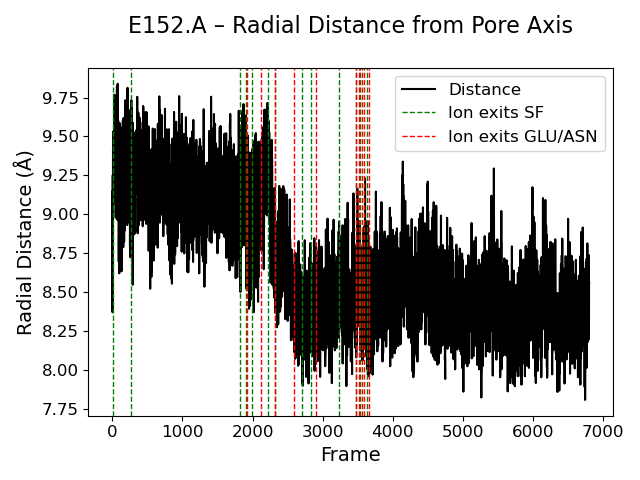 E152.A – Radial Distance from Pore Axis
Distance
Ion exits SF
Ion exits GLU/ASN
Radial Distance (Å)
9.75
9.50
9.25
9.00
8.75
8.50
8.25
8.00
7.75
0 1000 2000 3000 4000 5000 6000 7000
Frame